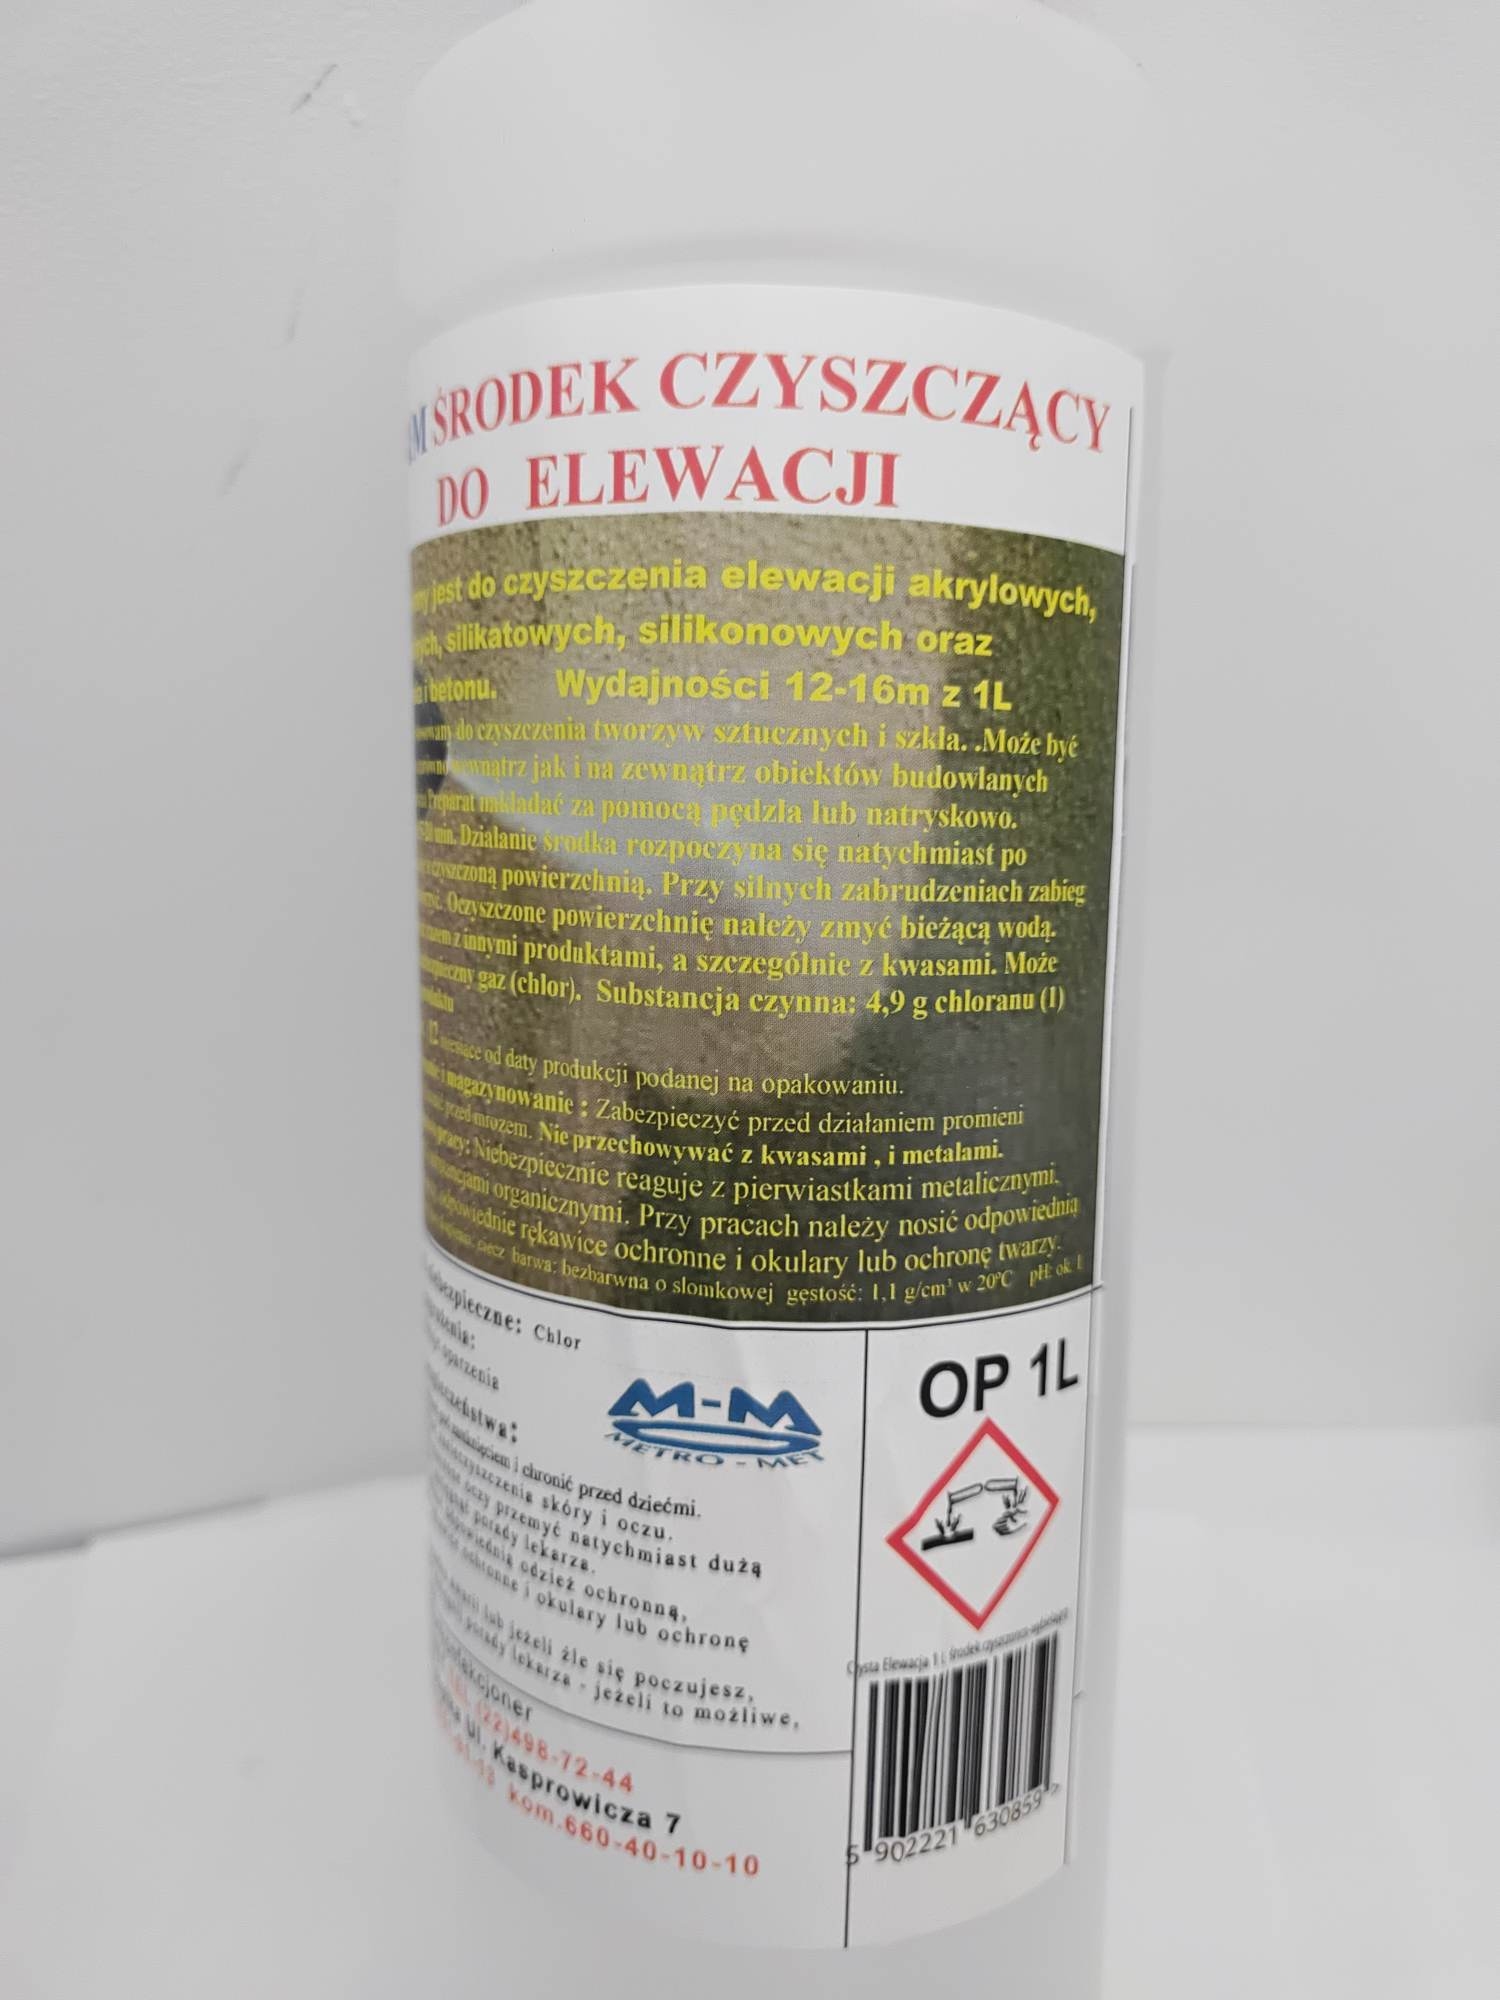 M ŚRODEK CZYSZCZĄCY
DO ELEWACJI
jest do czyszczenia elewacji akrylowych,
silikatowych, silikonowych oraz
i betonu. Wydajności 12-16m z 1L
do czyszczenia tworzyw sztucznych i szkła. .Może być
wewnątrz jak i na zewnątrz obiektów budowlanych
Preparat nakładać za pomocą pędzla lub natryskowo.
min. Działanie środka rozpoczyna się natychmiast po
czyszczoną powierzchnią. Przy silnych zabrudzeniach zabieg
Oczyszczone powierzchnię należy zmyć bieżącą wodą.
z innymi produktami, a szczególnie z kwasami. Może
gaz (chlor). Substancja czynna: 4,9 g chloranu (I)
12 miesiące od daty produkcji podanej na opakowaniu.
i magazynowanie : Zabezpieczyć przed działaniem promieni
przed mrozem. Nie przechowywać z kwasami , i metalami.
pracy: Niebezpiecznie reaguje z pierwiastkami metalicznymi.
organicznymi. Przy pracach należy nosić odpowiednią
odpowiednie rękawice ochronne i okulary lub ochronę twarzy.
ciecz barwa: bezbarwna o słomkowej gęstość: 1,1 g/cm³ w 20°C pH: ok 1
Chlor
oparzenia
M-M
METRO - MET
OP 1L
i chronić przed dziećmi.
skóry i oczu.
oczy przemyć natychmiast dużą
porady lekarza.
odzież ochronną,
ochronne i okulary lub ochronę
lub jeżeli źle się poczujesz,
porady lekarza - jeżeli to możliwe,
(22)498-72-44
ul. Kasprowicza 7
kom.660-40-10-10
Czysta Elewacja 1 L środek
5 902221 630859 >